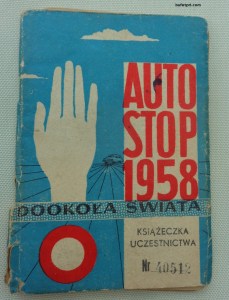 AUTO
STOP
1958
DOOKOŁA ŚWIATA
KSIĄŻECZKA
UCZESTNICTWA
Nr 40512